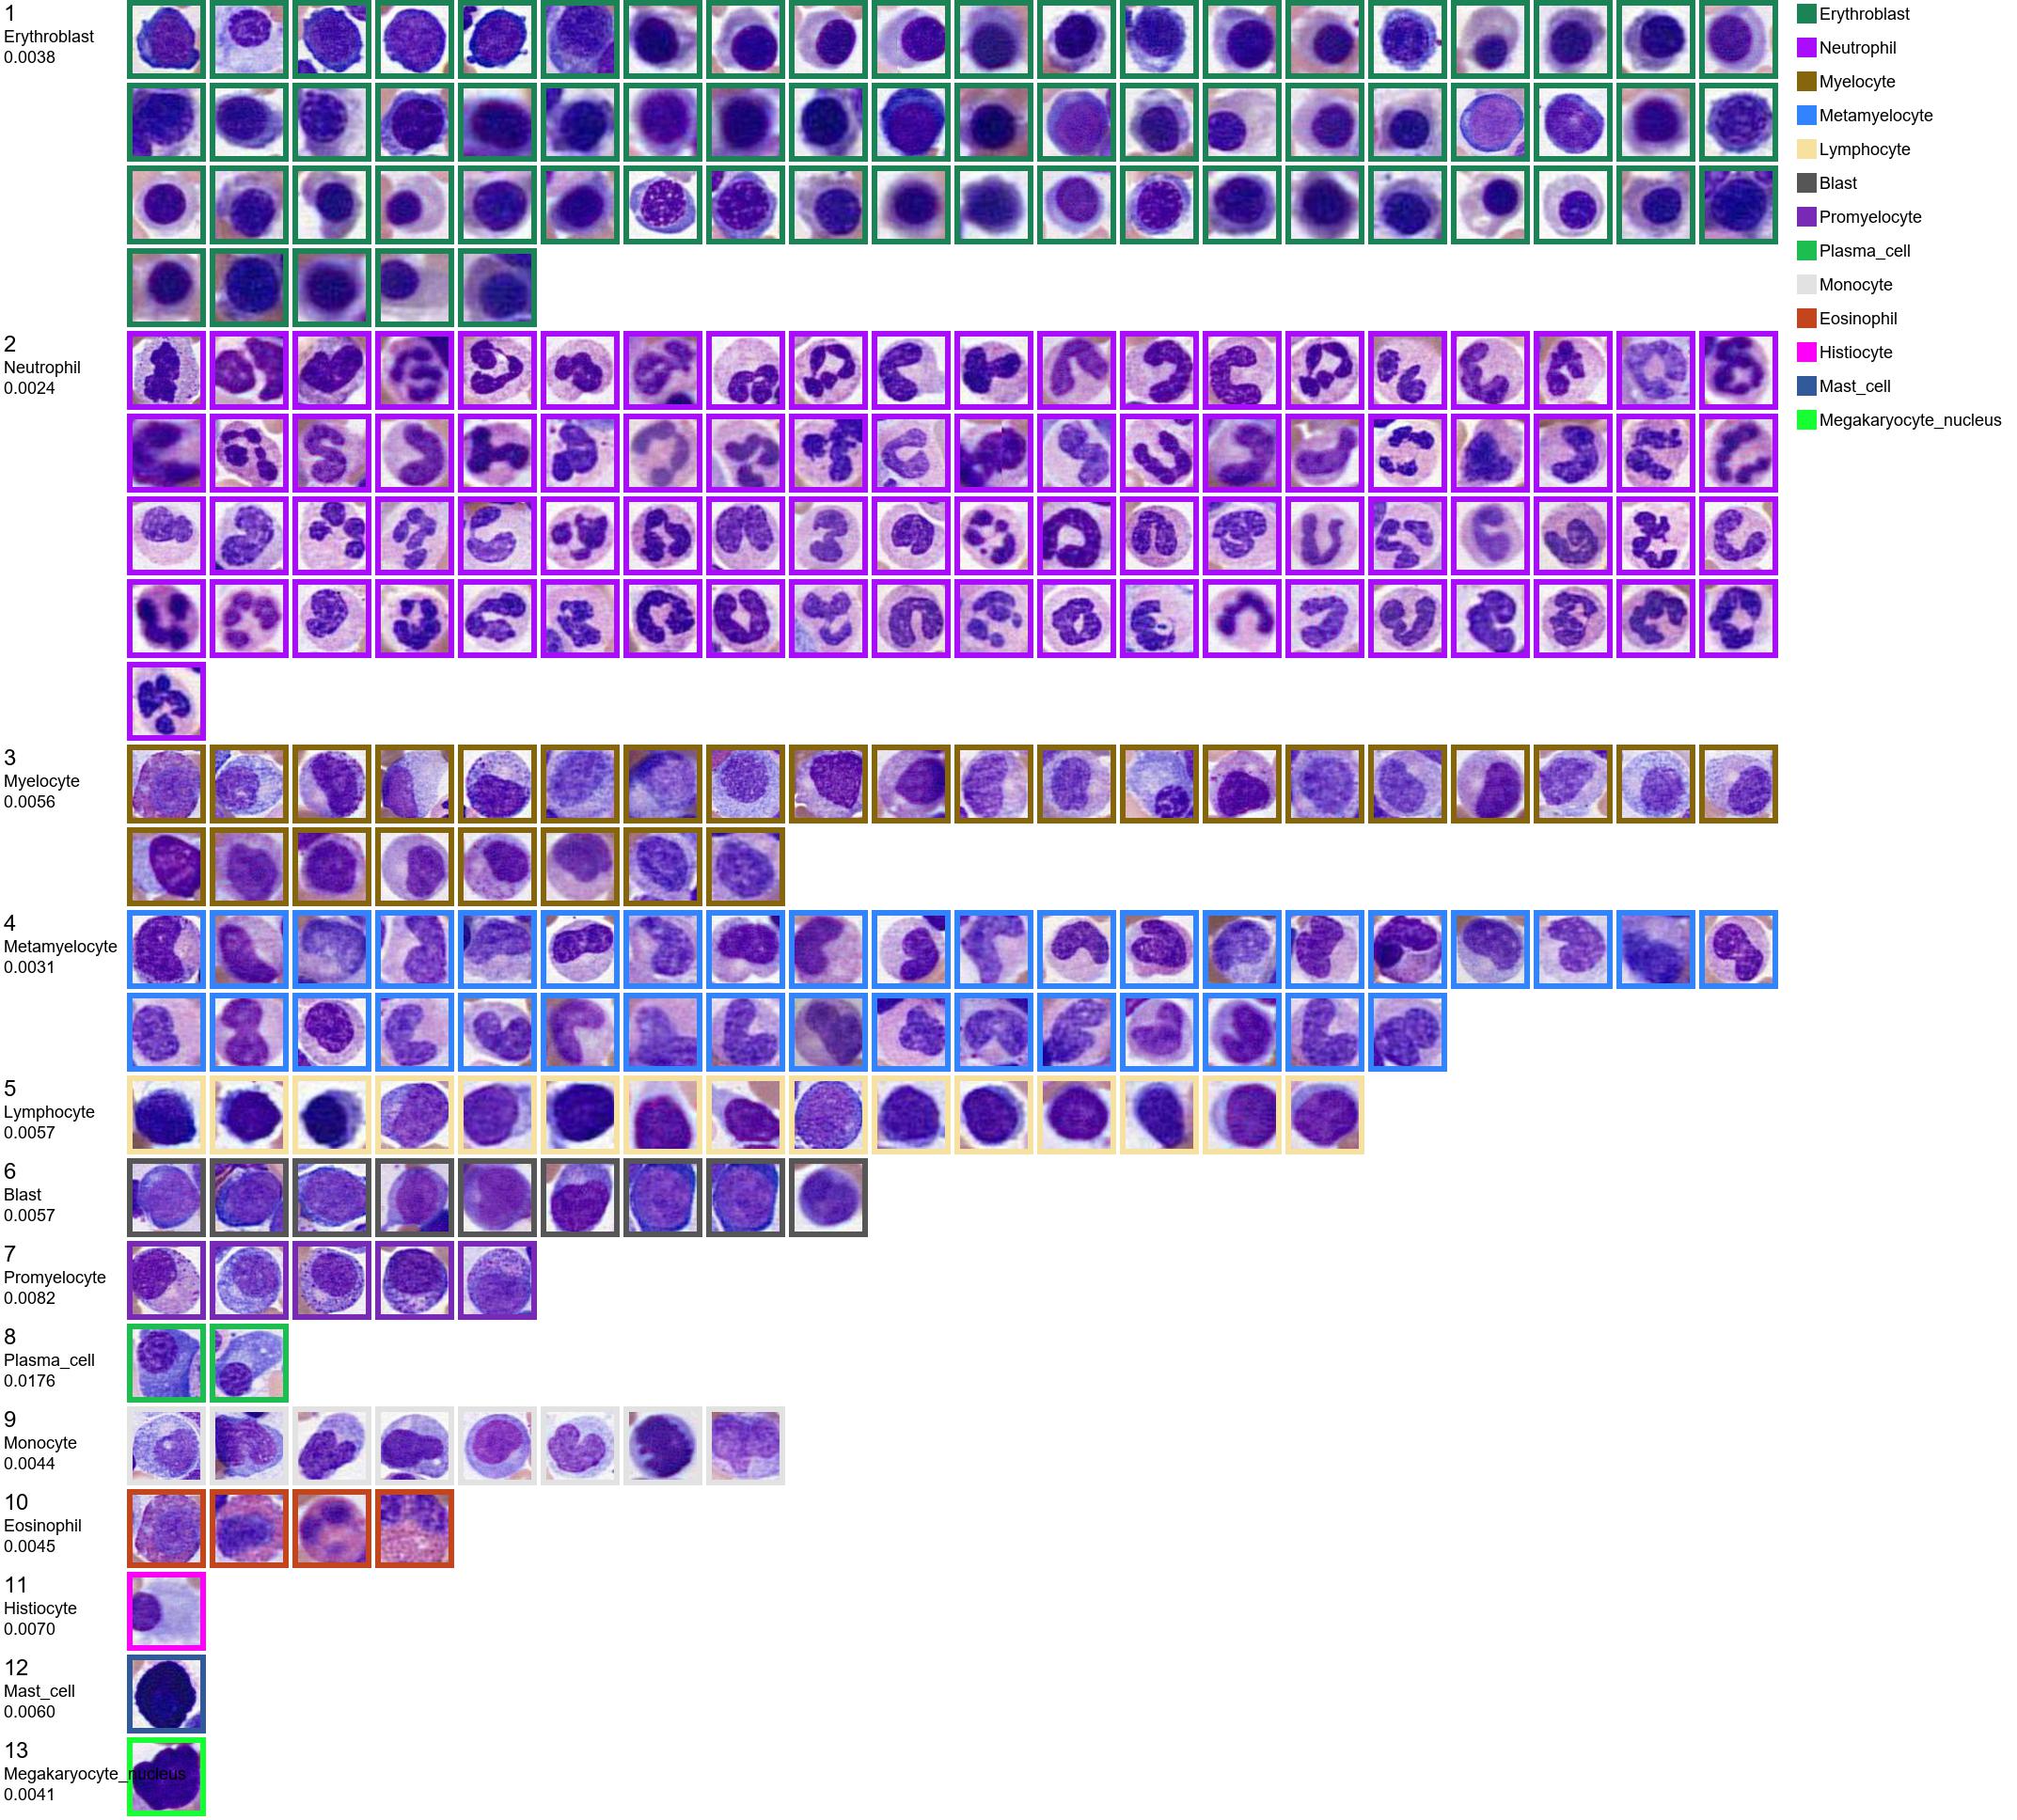 1
Erythroblast
0.0038
2
Neutrophil
0.0024
3
Myelocyte
0.0056
4
Metamyelocyte
0.0031
5
Lymphocyte
0.0057
6
Blast
0.0057
7
Promyelocyte
0.0082
8
Plasma_cell
0.0176
9
Monocyte
0.0044
10
Eosinophil
0.0045
11
Histiocyte
0.0070
12
Mast_cell
0.0060
13
Megakaryocyte_nucleus
0.0041
Erythroblast
Neutrophil
Myelocyte
Metamyelocyte
Lymphocyte
Blast
Promyelocyte
Plasma_cell
Monocyte
Eosinophil
Histiocyte
Mast_cell
Megakaryocyte_nucleus